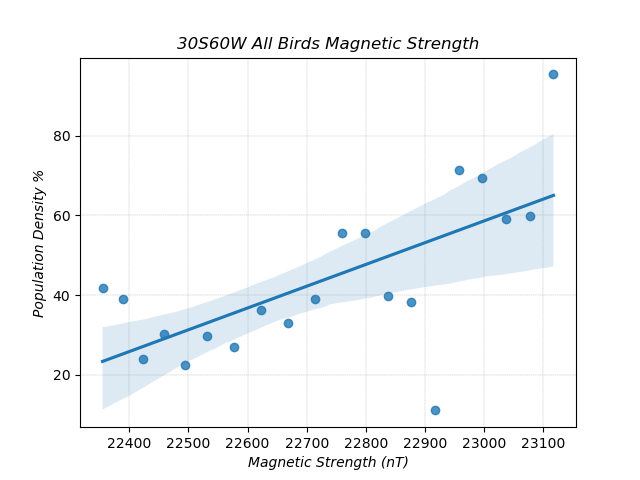 30S60W All Birds Magnetic Strength
80
60
40
20
Population Density %
22400 22500 22600 22700 22800 22900 23000 23100
Magnetic Strength (nT)